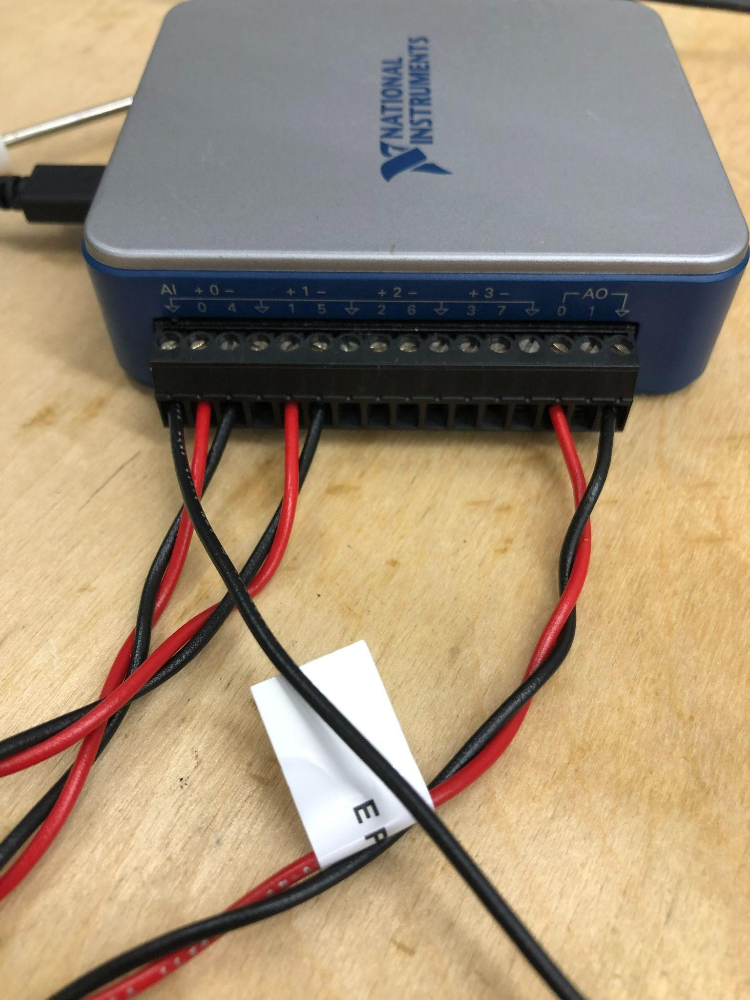 NATIONAL
INSTRUMENTS
AI + 0 - + 1 - + 2 - + 3 - AO
0 4 1 5 2 6 3 7 0 1
E